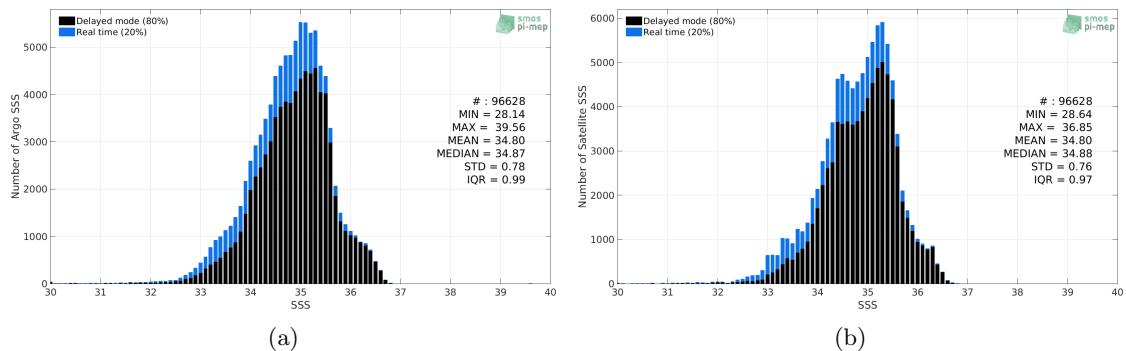 Delayed mode (80%)
Real time (20%)
smos
pi-mep
# : 96628
MIN = 28.14
MAX = 39.56
MEAN = 34.80
MEDIAN = 34.87
STD = 0.78
IQR = 0.99
Number of Argo SSS
5000
4000
3000
2000
1000
0
30 31 32 33 34 35 36 37 38 39 40
SSS
(a)
Delayed mode (80%)
Real time (20%)
smos
pi-mep
# : 96628
MIN = 28.64
MAX = 36.85
MEAN = 34.80
MEDIAN = 34.88
STD = 0.76
IQR = 0.97
Number of Satellite SSS
6000
5000
4000
3000
2000
1000
0
30 31 32 33 34 35 36 37 38 39 40
SSS
(b)